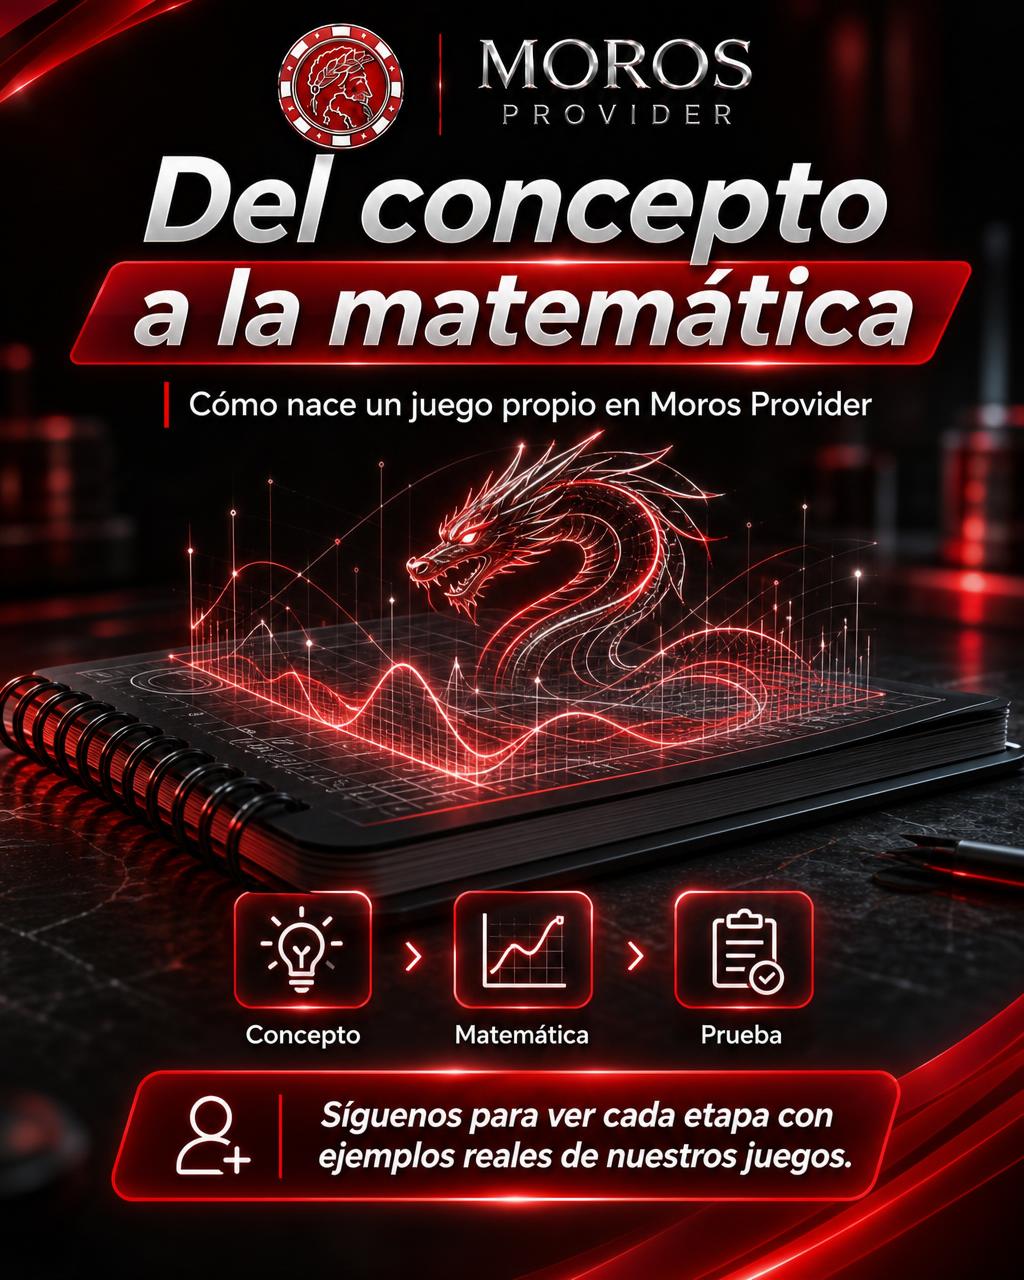 MOROS
PROVIDER
Del concepto
a la matemática
Cómo nace un juego propio en Moros Provider
Concepto
Matemática
Prueba
Síguenos para ver cada etapa con
ejemplos reales de nuestros juegos.